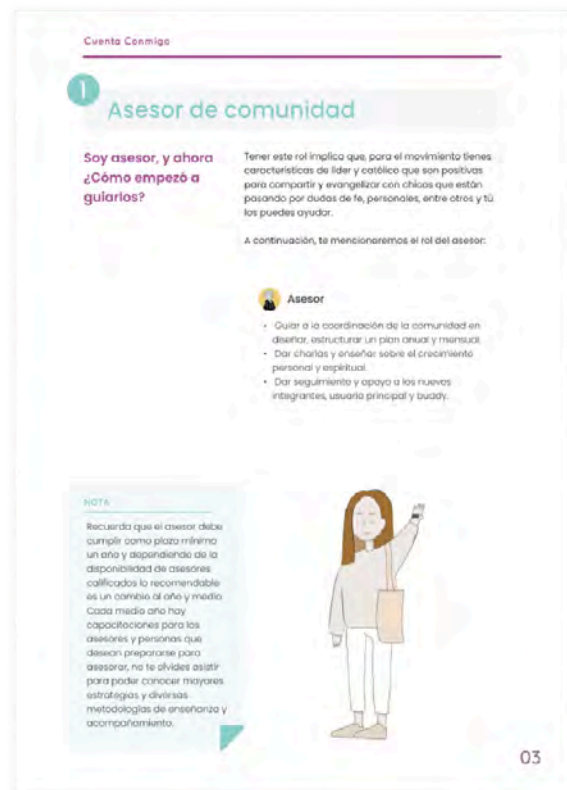 Cuenta Conmigo
1
Asesor de comunidad
Soy asesor, y ahora
¿Cómo empezó a
guiarlos?
Tener este rol implica que, para el movimiento tienes
características de líder y católico que son positivas
para compartir y evangelizar con chicos que están
pasando por dudas de fe, personales, entre otros y tú
los puedes ayudar.
A continuación, te mencionaremos el rol del asesor:
Asesor
• Guiar a la coordinación de la comunidad en
diseñar, estructurar un plan anual y mensual.
• Dar charlas y enseñar sobre el crecimiento
personal y espiritual.
• Dar seguimiento y apoyo a los nuevos
integrantes, usuario principal y buddy.
NOTA
Recuerda que el asesor debe
cumplir como plazo mínimo
un año y dependiendo de la
disponibilidad de asesores
calificados lo recomendable
es un cambio al año y medio.
Cada medio año hay
capacitaciones para los
asesores y personas que
desean prepararse para
asesorar, no te olvides asistir
para poder conocer mayores
estrategias y diversas
metodologías de enseñanza y
acompañamiento.
03